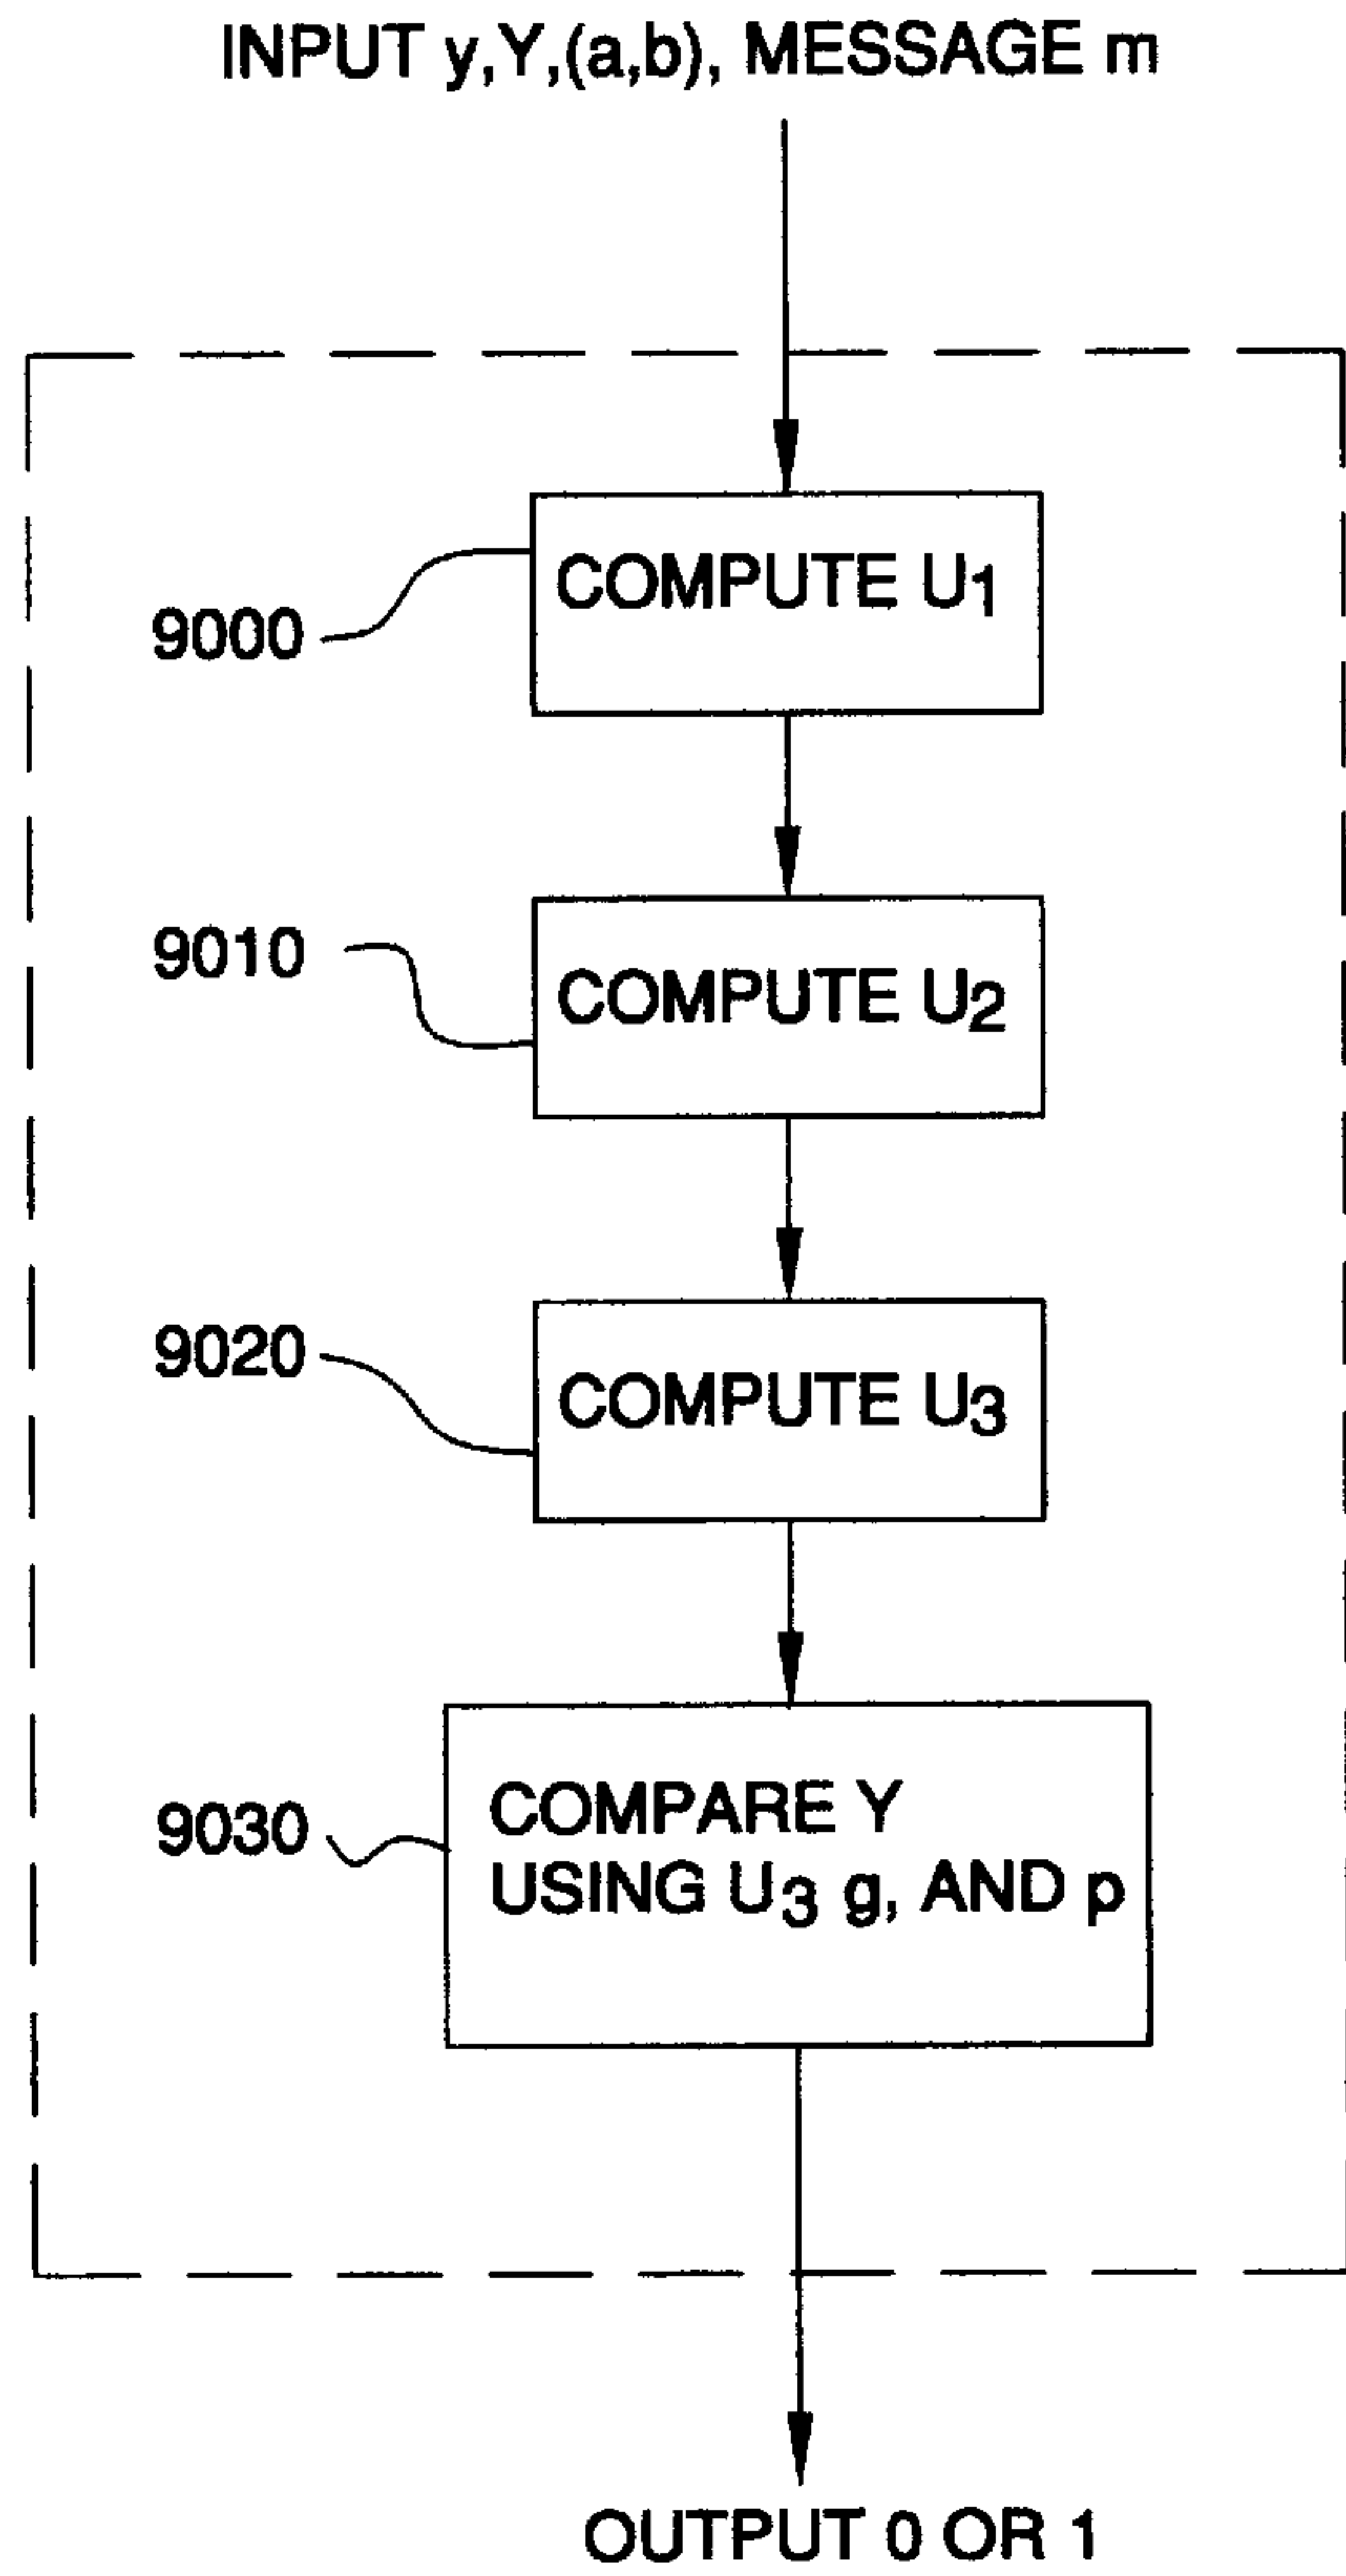 INPUT y,Y,(a,b), MESSAGE m
9000
COMPUTE U1
9010
COMPUTE U2
9020
COMPUTE U3
9030
COMPARE Y
USING U3 g, AND p
OUTPUT 0 OR 1